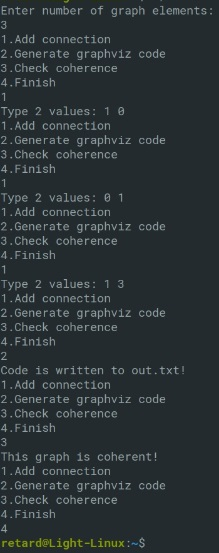 Enter number of graph elements:
3
1.Add connection
2.Generate graphviz code
3.Check coherence
4.Finish
1
Type 2 values: 1 0
1.Add connection
2.Generate graphviz code
3.Check coherence
4.Finish
1
Type 2 values: 0 1
1.Add connection
2.Generate graphviz code
3.Check coherence
4.Finish
1
Type 2 values: 1 3
1.Add connection
2.Generate graphviz code
3.Check coherence
4.Finish
2
Code is written to out.txt!
1.Add connection
2.Generate graphviz code
3.Check coherence
4.Finish
3
This graph is coherent!
1.Add connection
2.Generate graphviz code
3.Check coherence
4.Finish
4
retard@Light-Linux:~$